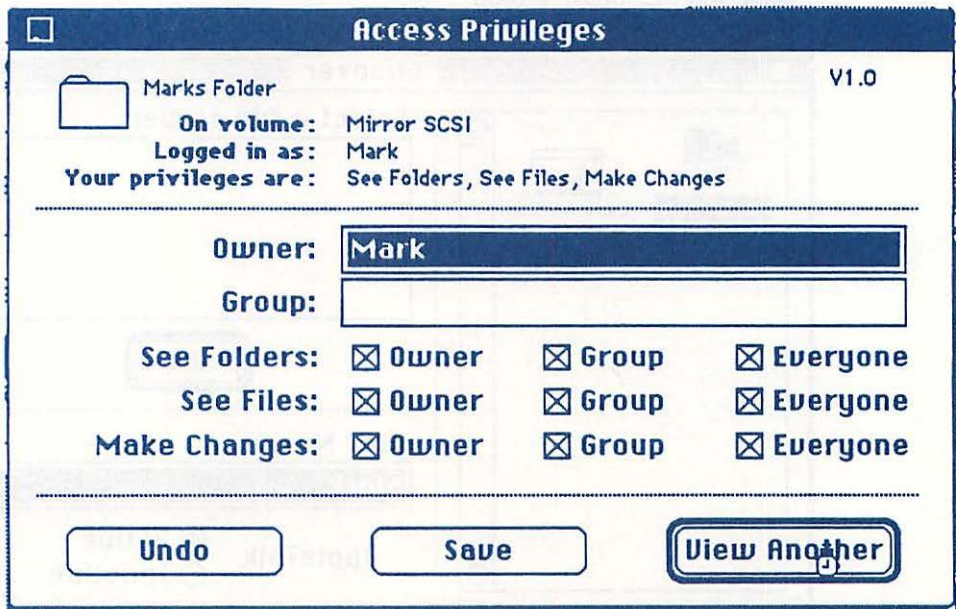 Access Privileges
Marks Folder
V1.0
On volume: Mirror SCSI
Logged in as: Mark
Your privileges are: See Folders, See Files, Make Changes
Owner: Mark
Group:
See Folders: Owner Group Everyone
See Files: Owner Group Everyone
Make Changes: Owner Group Everyone
Undo Save View Another